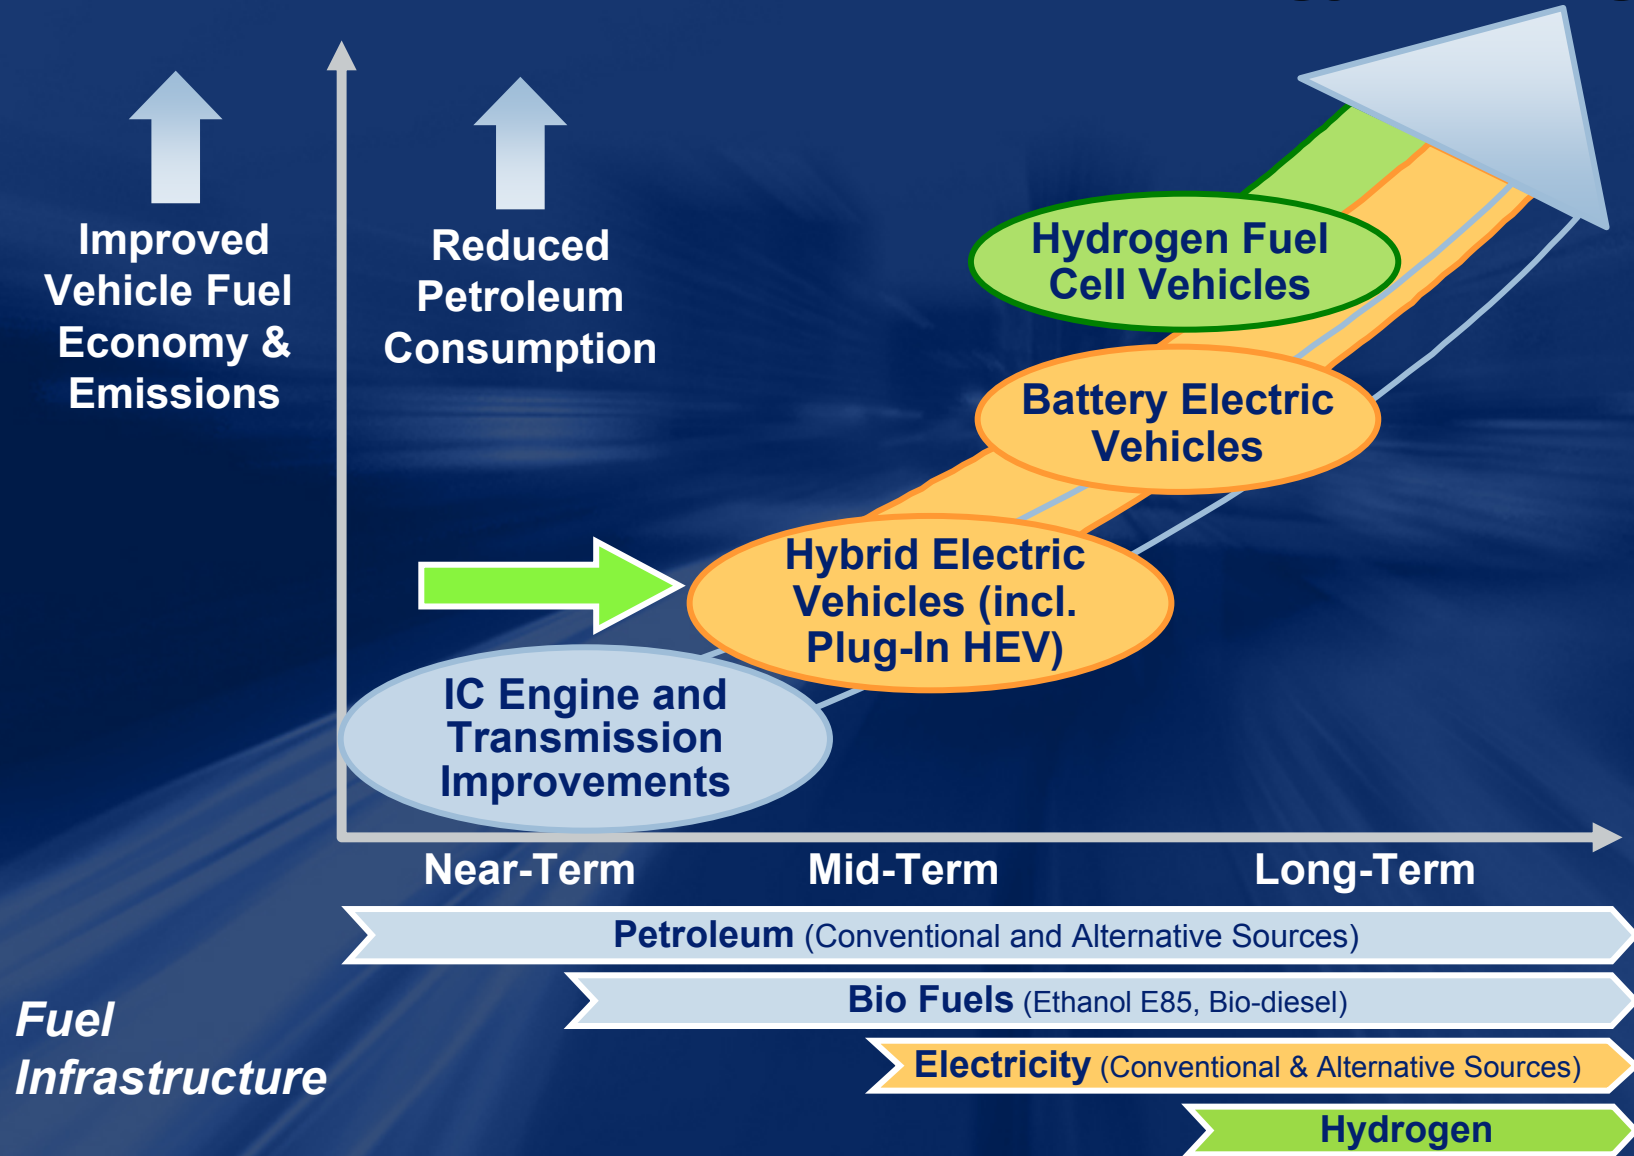 Improved
Vehicle Fuel
Economy &
Emissions
Reduced
Petroleum
Consumption
Hydrogen Fuel
Cell Vehicles
Battery Electric
Vehicles
Hybrid Electric
Vehicles (incl.
Plug-In HEV)
IC Engine and
Transmission
Improvements
Near-Term Mid-Term Long-Term
Petroleum (Conventional and Alternative Sources)
Bio Fuels (Ethanol E85, Bio-diesel)
Fuel
Infrastructure
Electricity (Conventional & Alternative Sources)
Hydrogen